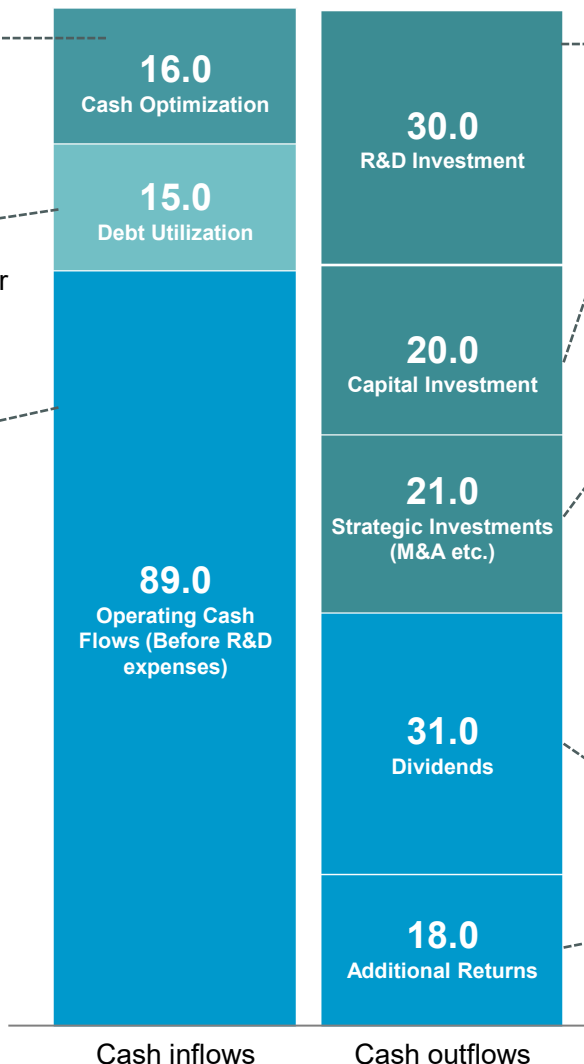 16.0
Cash Optimization
15.0
Debt Utilization
r
89.0
Operating Cash
Flows (Before R&D
expenses)
Cash inflows
30.0
R&D Investment
20.0
Capital Investment
21.0
Strategic Investments
(M&A etc.)
31.0
Dividends
18.0
Additional Returns
Cash outflows